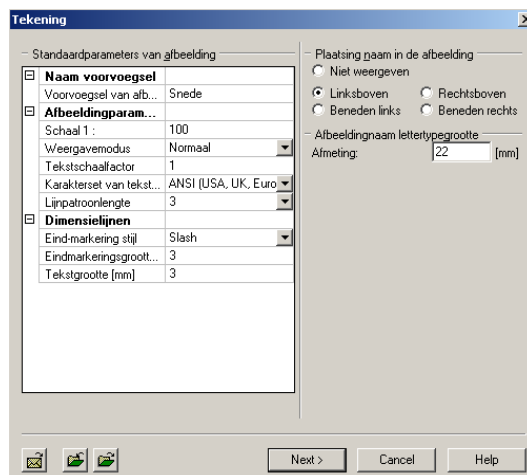 Tekening
Standaardparameters van afbeelding
Naam voorvoegsel
Voorvoegsel van afb... Snede
Afbeeldingparam...
Schaal 1 : 100
Weergavemodus Normaal
Tekstschaalfactor 1
Karakterset van tekst... ANSI (USA, UK, Euro
Lijnpatroonlengte 3
Dimensielijnen
Eind-markering stijl Slash
Eindmarkeringsgroott... 3
Tekstgrootte [mm] 3
Plaatsing naam in de afbeelding
Niet weergeven
Linksboven Rechtsboven
Beneden links Beneden rechts
Afbeeldingnaam lettertypegrootte
Afmeting: 22 [mm]
Next > Cancel Help